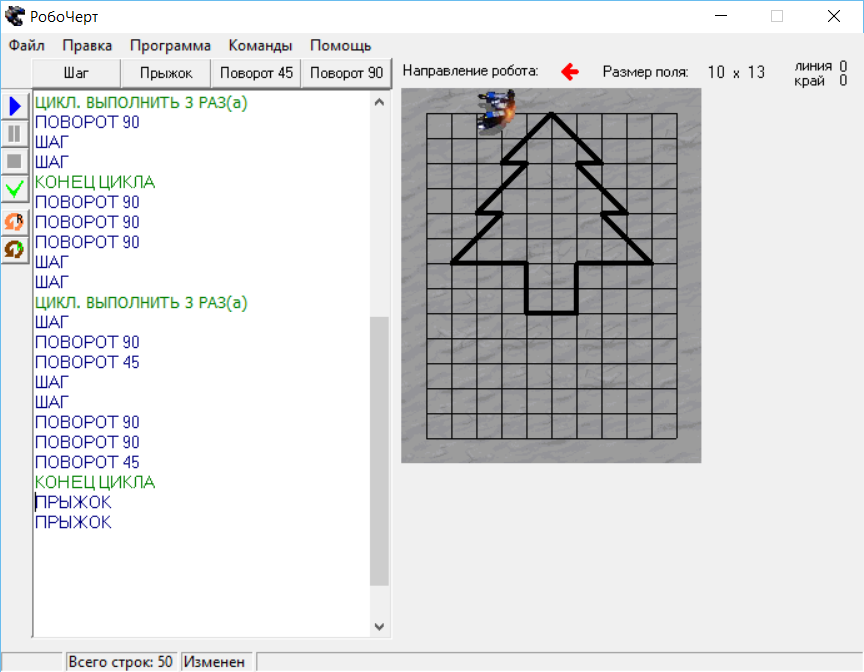 РобоЧерт
Файл Правка Программа Команды Помощь
Шаг Прыжок Поворот 45 Поворот 90
Направление робота: Размер поля: 10 x 13
линия 0
край 0
ЦИКЛ. ВЫПОЛНИТЬ 3 РАЗ(а)
ПОВОРОТ 90
ШАГ
ШАГ
КОНЕЦ ЦИКЛА
ПОВОРОТ 90
ПОВОРОТ 90
ПОВОРОТ 90
ШАГ
ШАГ
ЦИКЛ. ВЫПОЛНИТЬ 3 РАЗ(а)
ШАГ
ПОВОРОТ 90
ПОВОРОТ 45
ШАГ
ШАГ
ПОВОРОТ 90
ПОВОРОТ 90
ПОВОРОТ 45
КОНЕЦ ЦИКЛА
ПРЫЖОК
ПРЫЖОК
R
Всего строк: 50 Изменен